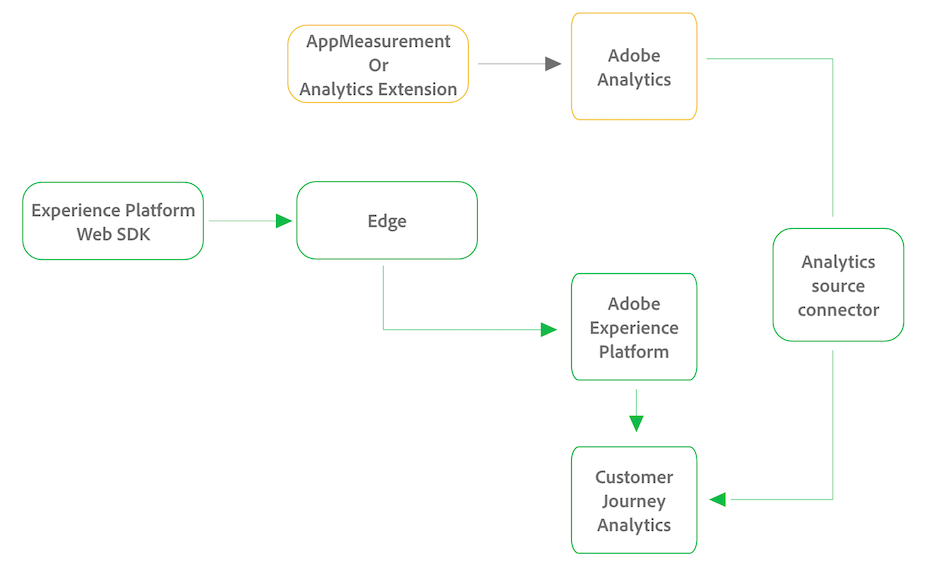 AppMeasurement
Or
Analytics Extension
Adobe
Analytics
Experience Platform
Web SDK
Edge
Analytics
source
connector
Adobe
Experience
Platform
Customer
Journey
Analytics